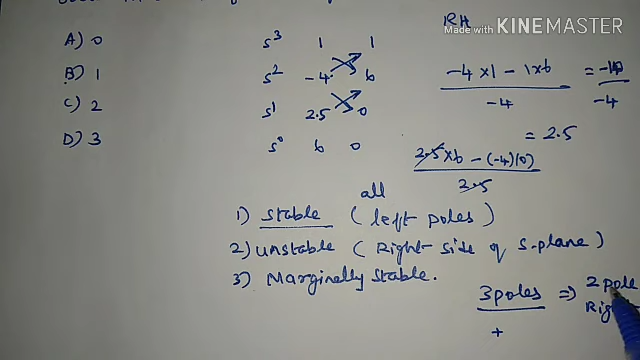 RH
Made with KINEMASTER
A) 0
B) 1
C) 2
D) 3
s³ 1 1
s² -4 6
s¹ 2.5 0
s⁰ 6 0
-4 x 1 - 1 x 6 = -10
-4 -4
= 2.5
2.5 x 6 - (-4)(0)
2.5
all
1) stable (left poles)
2) unstable (Right side of s-plane)
3) Marginally stable.
3 poles ⇒ 2 pole
+